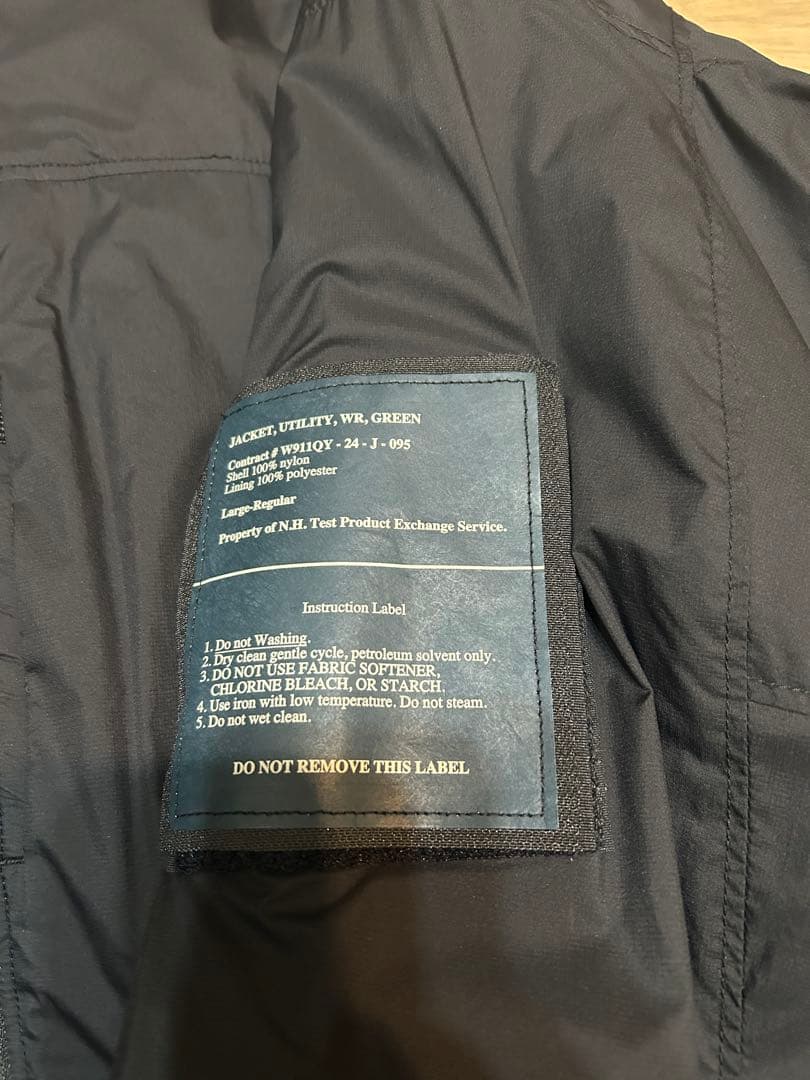 JACKET, UTILITY, WR, GREEN
Contract # W911QY - 24 - J - 095
Shell 100% nylon
Lining 100% polyester
Large-Regular
Property of N.H. Test Product Exchange Service.
Instruction Label
1. Do not Washing.
2. Dry clean gentle cycle, petroleum solvent only.
3. DO NOT USE FABRIC SOFTENER,
CHLORINE BLEACH, OR STARCH.
4. Use iron with low temperature. Do not steam.
5. Do not wet clean.
DO NOT REMOVE THIS LABEL